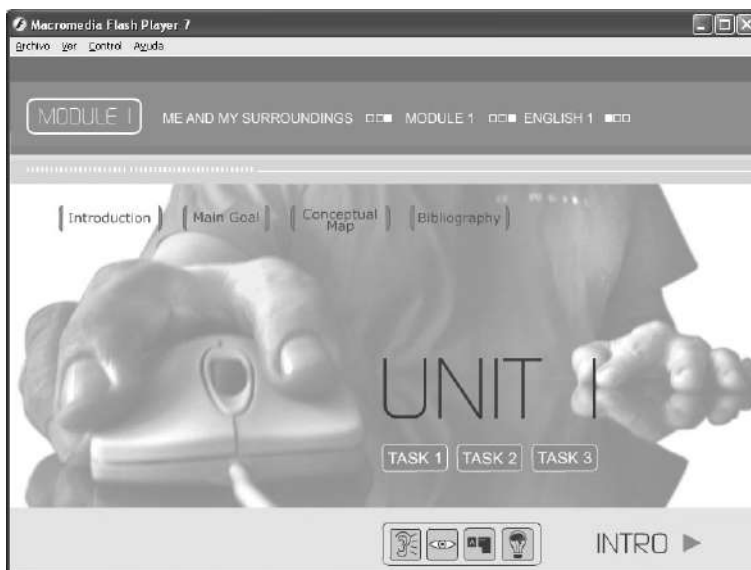 Macromedia Flash Player 7
Archivo Ver Control Ayuda
MODULE I ME AND MY SURROUNDINGS MODULE 1 ENGLISH 1
Introduction Main Goal Conceptual Map Bibliography
UNIT I
TASK 1 TASK 2 TASK 3
A
INTRO